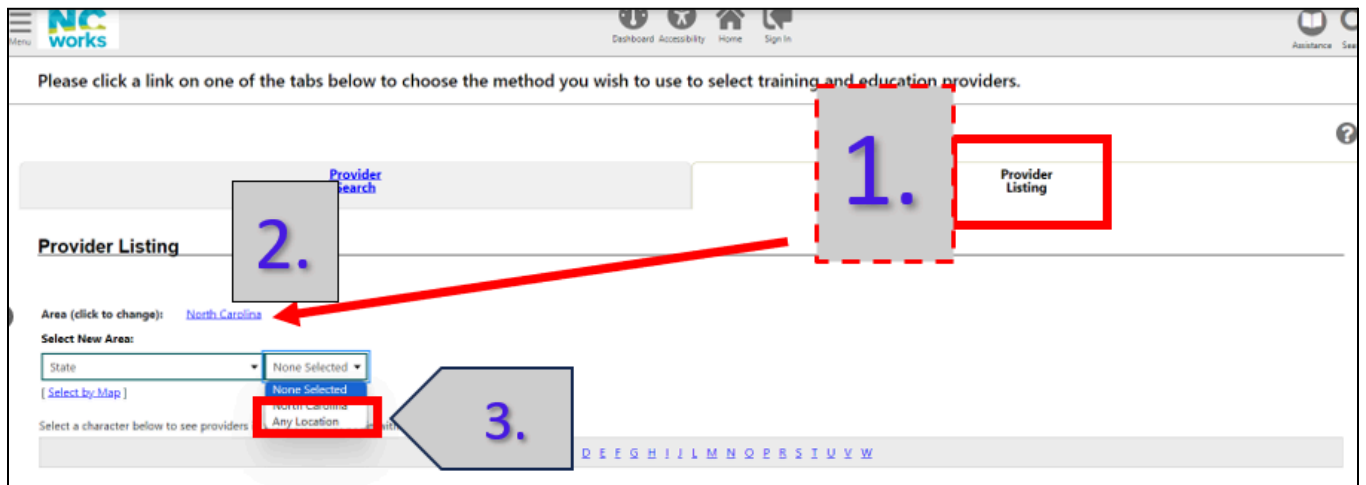 NC
works
Menu
Dashboard Accessibility Home Sign In
Assistance
Please click a link on one of the tabs below to choose the method you wish to use to select training and education providers.
1.
Provider
Search
Provider
Listing
2.
Provider Listing
Area (click to change): North Carolina
Select New Area:
State None Selected
[ Select by Map ]
None Selected
North Carolina
Any Location
3.
Select a character below to see providers
D E F G H I J L M N O P R S T U V W